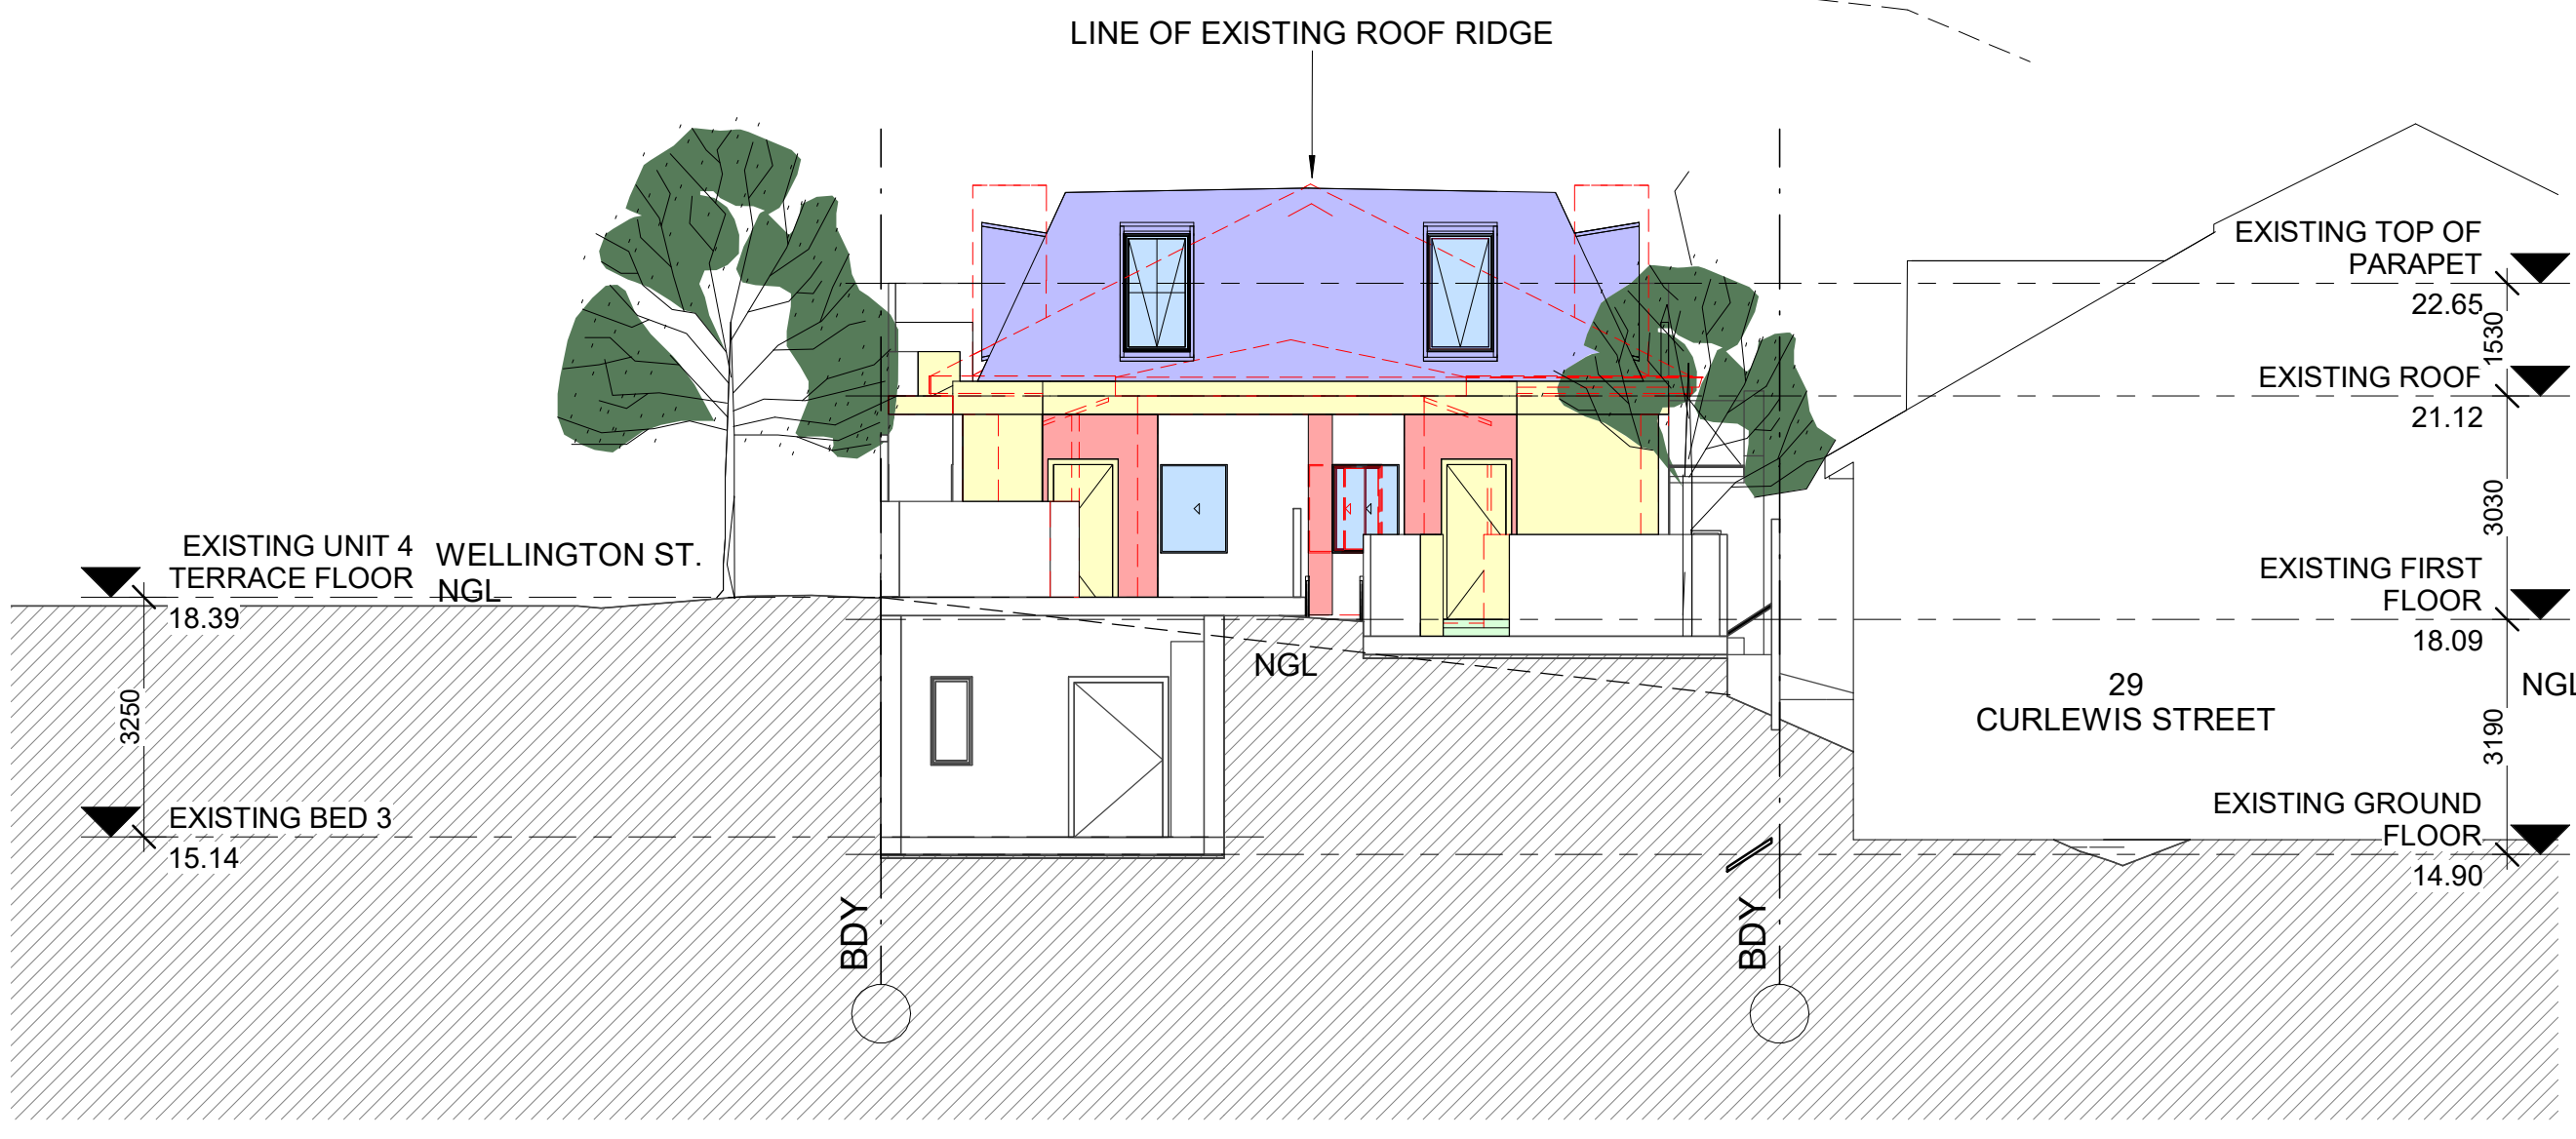 LINE OF EXISTING ROOF RIDGE
EXISTING TOP OF
PARAPET
22.65
1530
EXISTING ROOF
21.12
3030
EXISTING UNIT 4
TERRACE FLOOR
18.39
WELLINGTON ST.
NGL
EXISTING FIRST
FLOOR
18.09
NGL
NGL
29
CURLEWIS STREET
3250
3190
EXISTING BED 3
15.14
EXISTING GROUND
FLOOR
14.90
BDY
BDY